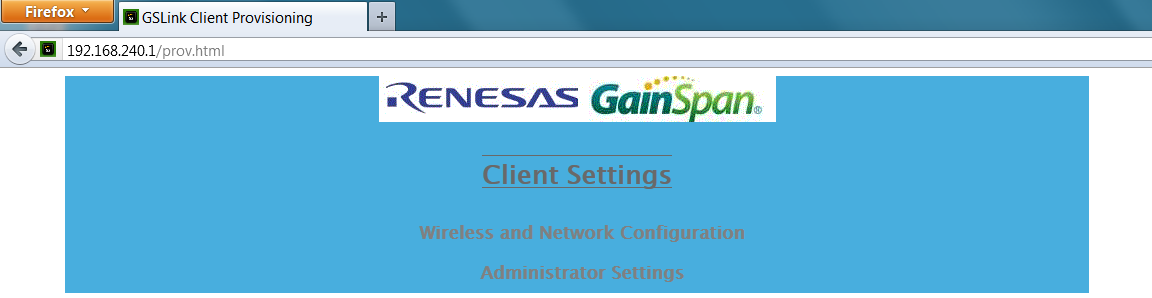 Firefox
GSLink Client Provisioning
192.168.240.1/prov.html
RENESAS GainSpan®
Client Settings
Wireless and Network Configuration
Administrator Settings